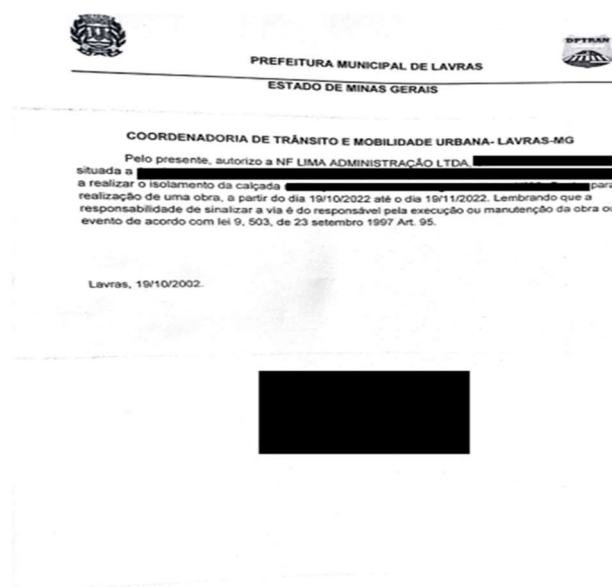 DPTRAN
PREFEITURA MUNICIPAL DE LAVRAS
ESTADO DE MINAS GERAIS
COORDENADORIA DE TRÂNSITO E MOBILIDADE URBANA- LAVRAS-MG
Pelo presente, autorizo a NF LIMA ADMINISTRAÇÃO LTDA,
situada a
a realizar o isolamento da calçada para
realização de uma obra, a partir do dia 19/10/2022 até o dia 19/11/2022. Lembrando que a
responsabilidade de sinalizar a via é do responsável pela execução ou manutenção da obra ou
evento de acordo com lei 9, 503, de 23 setembro 1997 Art. 95.
Lavras, 19/10/2002.